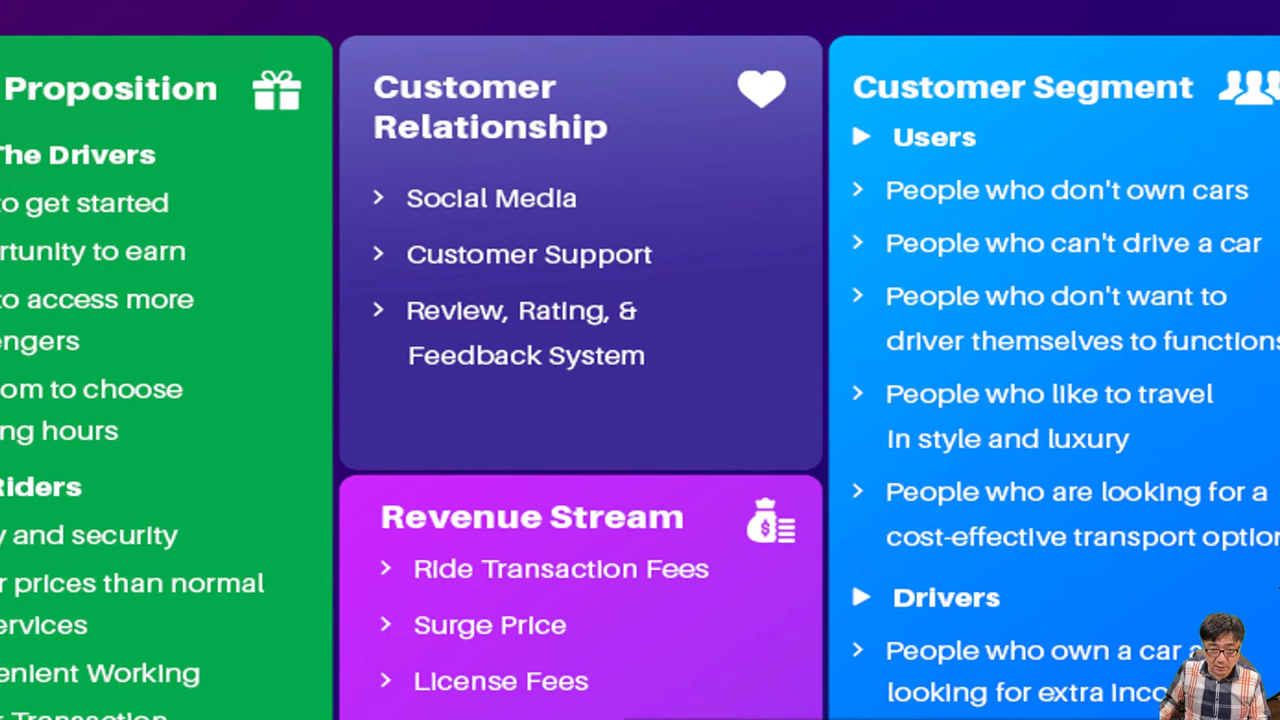 Proposition
The Drivers
to get started
rtunity to earn
to access more
engers
om to choose
ng hours
Riders
y and security
r prices than normal
ervices
enient Working
Transaction
Customer
Relationship
Social Media
Customer Support
Review, Rating, &
Feedback System
Revenue Stream
Ride Transaction Fees
Surge Price
License Fees
Customer Segment
Users
People who don't own cars
People who can't drive a car
People who don't want to
driver themselves to functions
People who like to travel
In style and luxury
People who are looking for a
cost-effective transport option
Drivers
People who own a car a
looking for extra inco